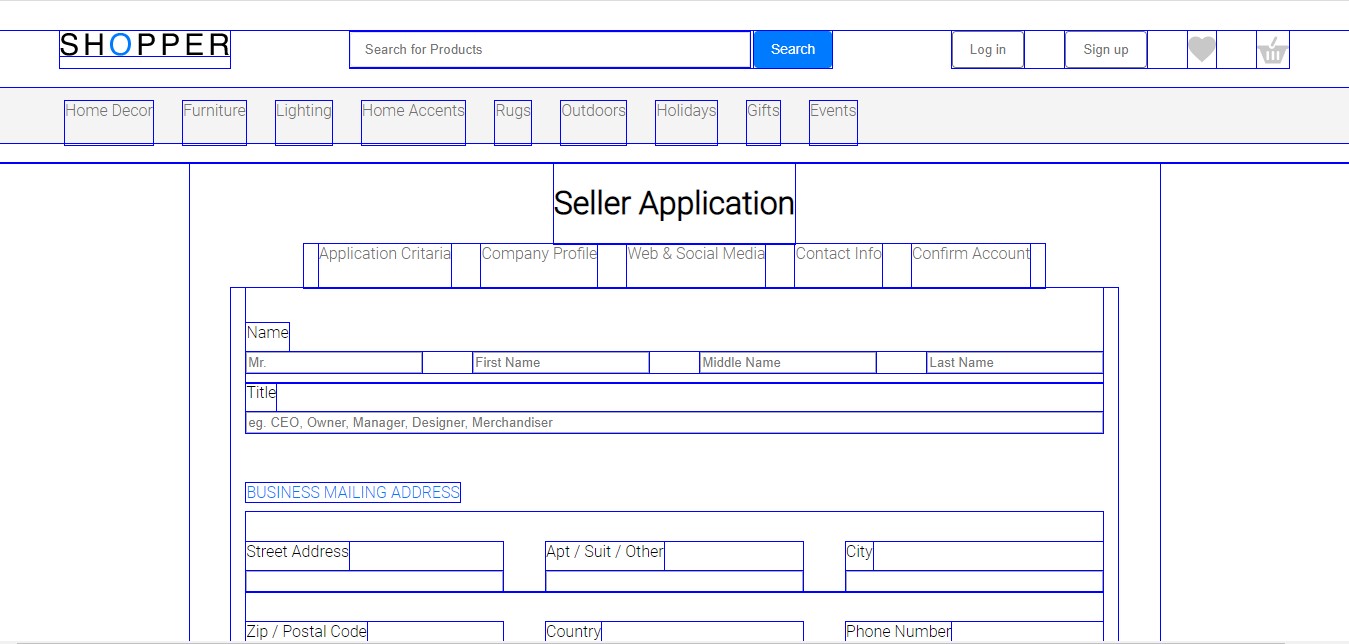 SHOPPER Search for Products Search Log in Sign up
Home Decor Furniture Lighting Home Accents Rugs Outdoors Holidays Gifts Events
Seller Application
Application Critaria Company Profile Web & Social Media Contact Info Confirm Account
Name
Mr. First Name Middle Name Last Name
Title
eg. CEO, Owner, Manager, Designer, Merchandiser
BUSINESS MAILING ADDRESS
Street Address Apt / Suit / Other City
Zip / Postal Code Country Phone Number